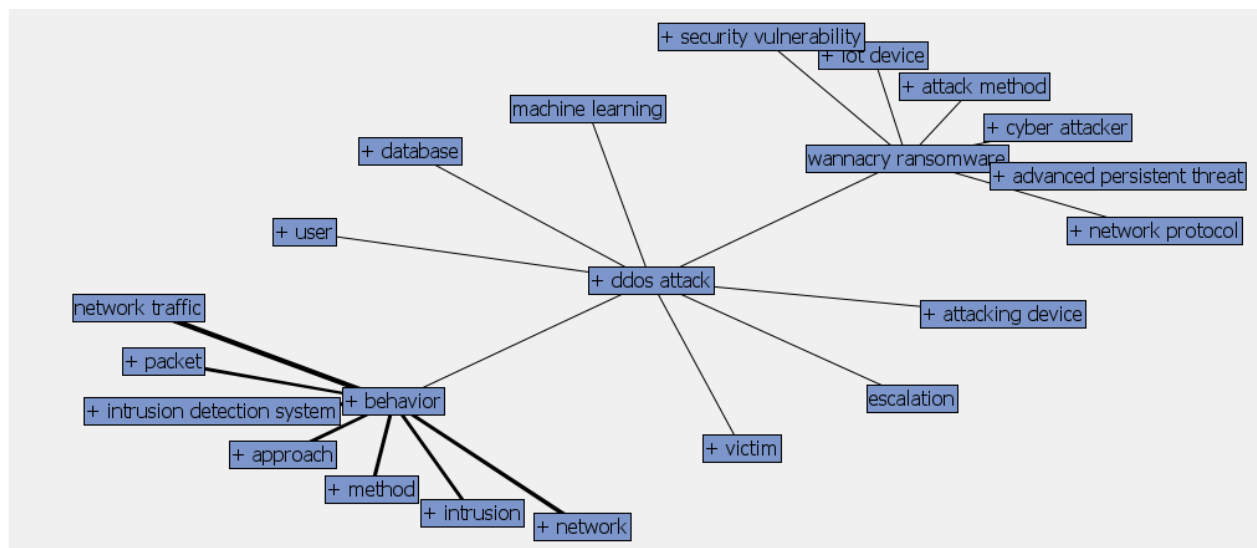 + security vulnerability
+ iot device
+ attack method
machine learning
+ cyber attacker
+ database
wannacry ransomware
+ advanced persistent threat
+ user
+ network protocol
+ ddos attack
network traffic
+ attacking device
+ packet
+ behavior
escalation
+ intrusion detection system
+ approach
+ victim
+ method
+ intrusion
+ network